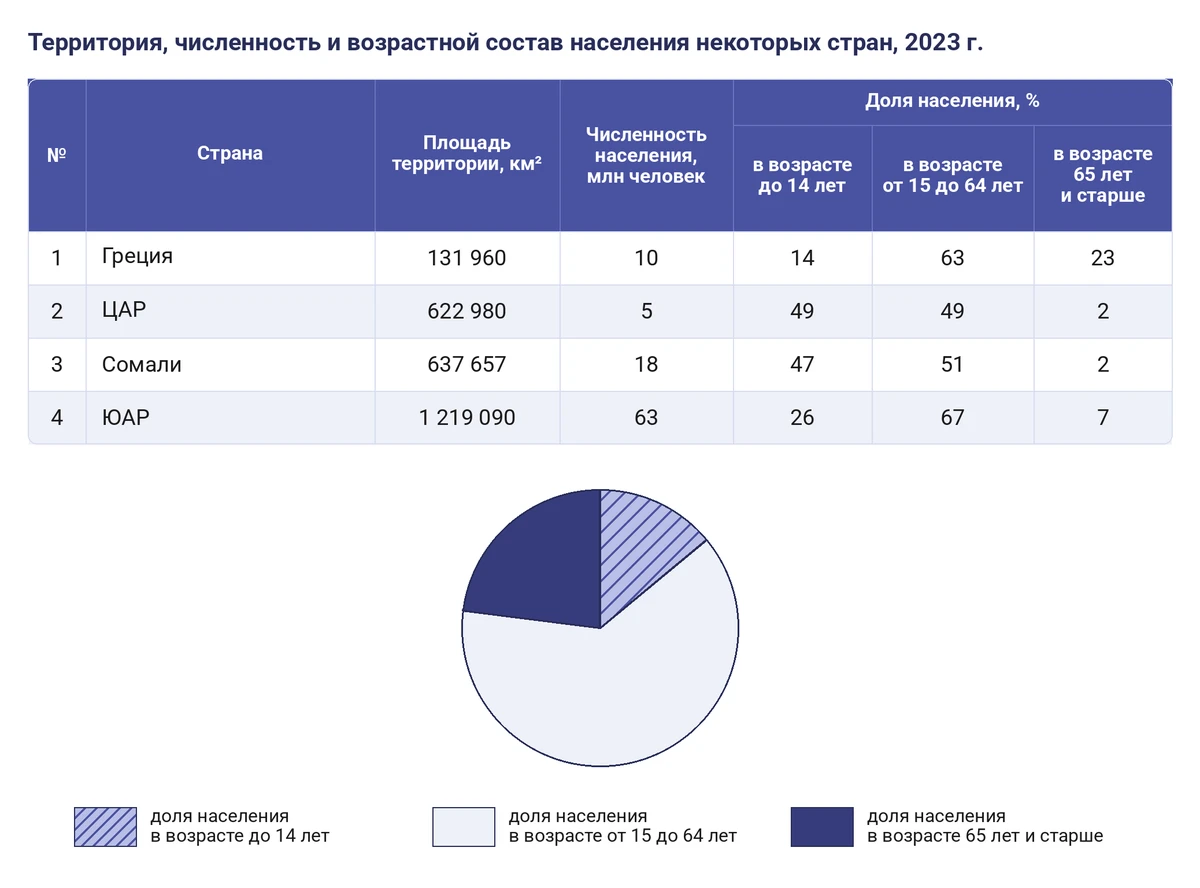 Территория, численность и возрастной состав населения некоторых стран, 2023 г.
№
Страна
Площадь
территории, км²
Численность
населения,
млн человек
Доля населения, %
в возрасте
до 14 лет
в возрасте
от 15 до 64 лет
в возрасте
65 лет
и старше
1 Греция 131 960 10 14 63 23
2 ЦАР 622 980 5 49 49 2
3 Сомали 637 657 18 47 51 2
4 ЮАР 1 219 090 63 26 67 7
доля населения
в возрасте до 14 лет
доля населения
в возрасте от 15 до 64 лет
доля населения
в возрасте 65 лет и старше